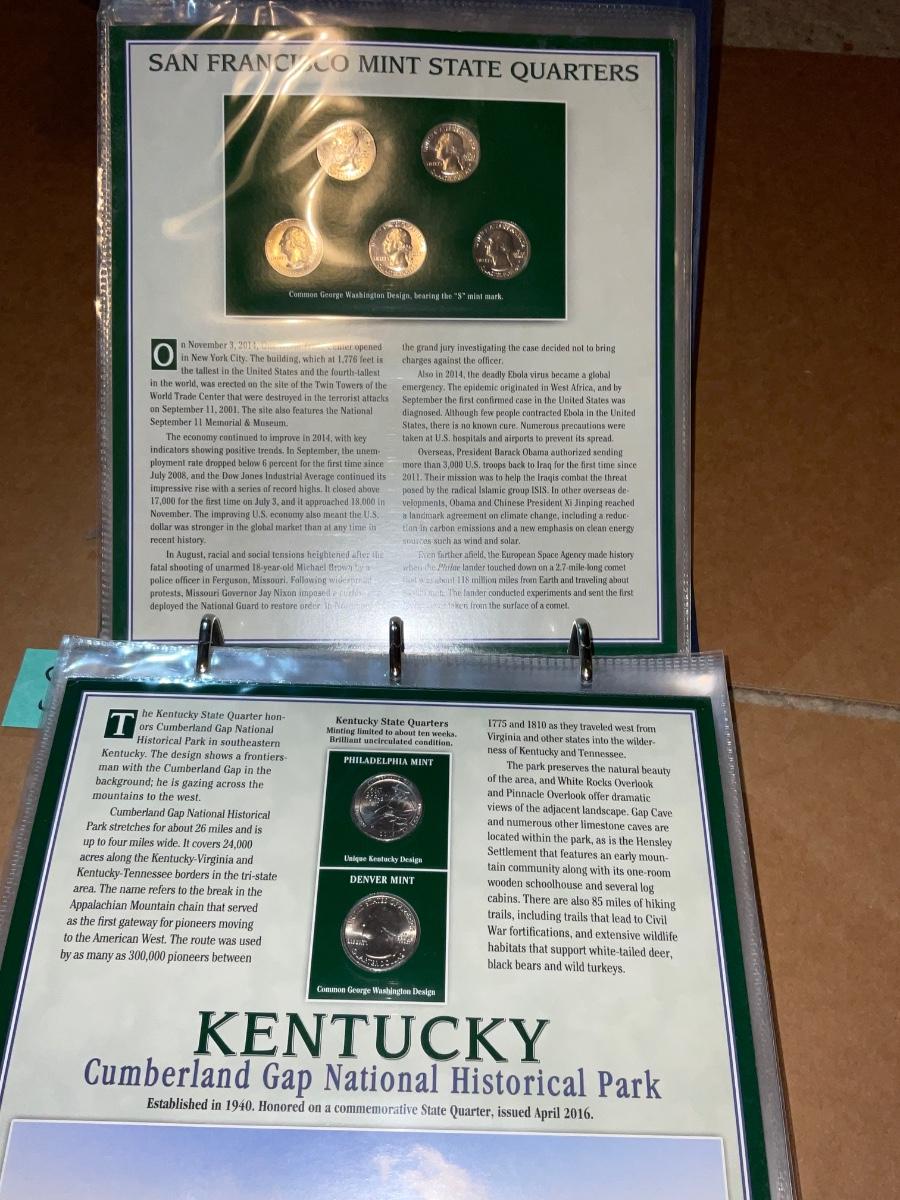 SAN FRANCISCO MINT STATE QUARTERS
Common George Washington Design, bearing the "S" mint mark.
On November 3, 2014, opened
in New York City. The building, which at 1,776 feet is
the tallest in the United States and the fourth-tallest
in the world, was erected on the site of the Twin Towers of the
World Trade Center that were destroyed in the terrorist attacks
on September 11, 2001. The site also features the National
September 11 Memorial & Museum.
The economy continued to improve in 2014, with key
indicators showing positive trends. In September, the unem-
ployment rate dropped below 6 percent for the first time since
July 2008, and the Dow Jones Industrial Average continued its
impressive rise with a series of record highs. It closed above
17,000 for the first time on July 3, and it approached 18,000 in
November. The improving U.S. economy also meant the U.S.
dollar was stronger in the global market than at any time in
recent history.
In August, racial and social tensions heightened after the
fatal shooting of unarmed 18-year-old Michael Brown by a
police officer in Ferguson, Missouri. Following widespread
protests, Missouri Governor Jay Nixon imposed a
deployed the National Guard to restore order. In
the grand jury investigating the case decided not to bring
charges against the officer.
Also in 2014, the deadly Ebola virus became a global
emergency. The epidemic originated in West Africa, and by
September the first confirmed case in the United States was
diagnosed. Although few people contracted Ebola in the United
States, there is no known cure. Numerous precautions were
taken at U.S. hospitals and airports to prevent its spread.
Overseas, President Barack Obama authorized sending
more than 3,000 U.S. troops back to Iraq for the first time since
2011. Their mission was to help the Iraqis combat the threat
posed by the radical Islamic group ISIS. In other overseas de-
velopments, Obama and Chinese President Xi Jinping reached
a landmark agreement on climate change, including a reduc-
tion in carbon emissions and a new emphasis on clean energy
sources such as wind and solar.
Even farther afield, the European Space Agency made history
when the Philae lander touched down on a 2.7-mile-long comet
that was about 118 million miles from Earth and traveling about
The lander conducted experiments and sent the first
taken from the surface of a comet.
The Kentucky State Quarter hon-
ors Cumberland Gap National
Historical Park in southeastern
Kentucky. The design shows a frontiers-
man with the Cumberland Gap in the
background; he is gazing across the
mountains to the west.
Cumberland Gap National Historical
Park stretches for about 26 miles and is
up to four miles wide. It covers 24,000
acres along the Kentucky-Virginia and
Kentucky-Tennessee borders in the tri-state
area. The name refers to the break in the
Appalachian Mountain chain that served
as the first gateway for pioneers moving
to the American West. The route was used
by as many as 300,000 pioneers between
Kentucky State Quarters
Minting limited to about ten weeks.
Brilliant uncirculated condition.
PHILADELPHIA MINT
Unique Kentucky Design
DENVER MINT
Common George Washington Design
1775 and 1810 as they traveled west from
Virginia and other states into the wilder-
ness of Kentucky and Tennessee.
The park preserves the natural beauty
of the area, and White Rocks Overlook
and Pinnacle Overlook offer dramatic
views of the adjacent landscape. Gap Cave
and numerous other limestone caves are
located within the park, as is the Hensley
Settlement that features an early moun-
tain community along with its one-room
wooden schoolhouse and several log
cabins. There are also 85 miles of hiking
trails, including trails that lead to Civil
War fortifications, and extensive wildlife
habitats that support white-tailed deer,
black bears and wild turkeys.
KENTUCKY
Cumberland Gap National Historical Park
Established in 1940. Honored on a commemorative State Quarter, issued April 2016.